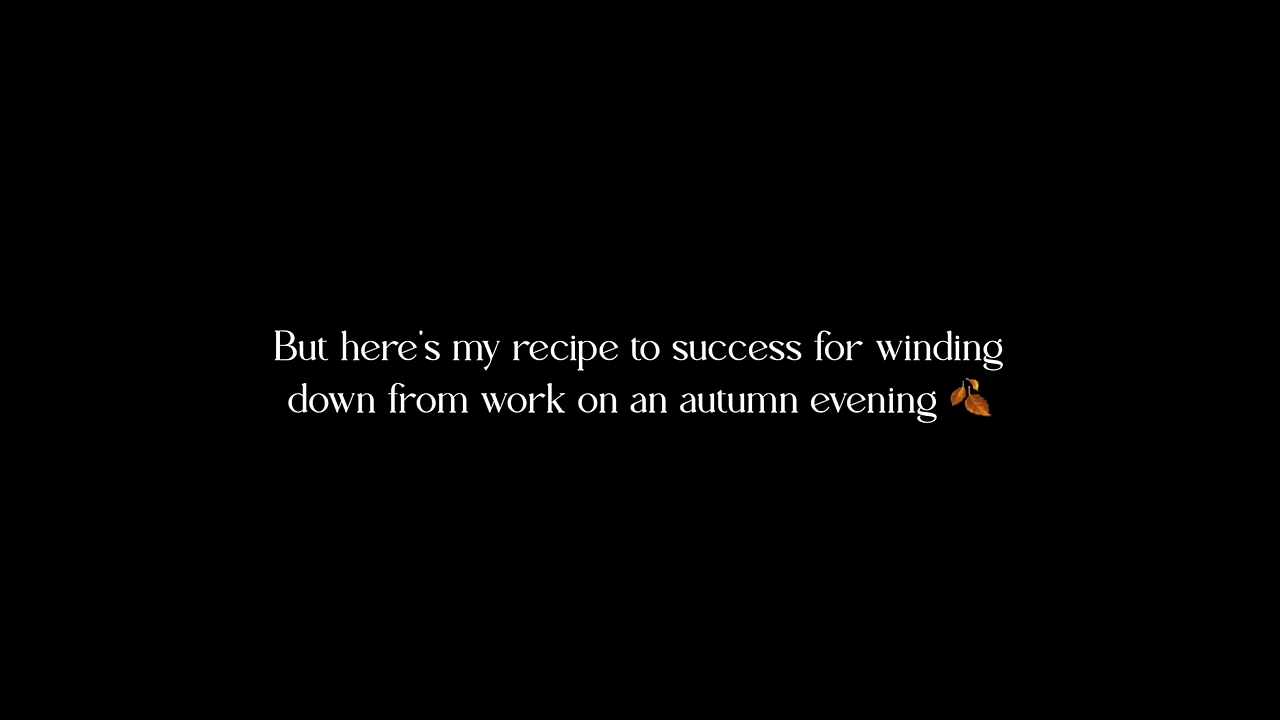 But here's my recipe to success for winding
down from work on an autumn evening 🍂